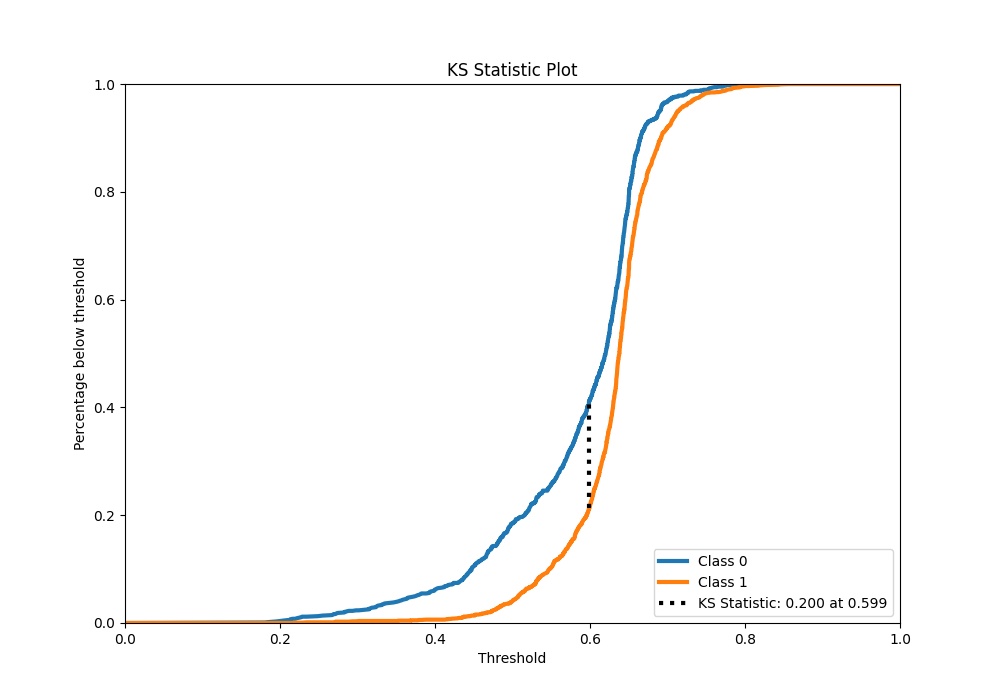 KS Statistic Plot
1.0
0.8
0.6
0.4
0.2
0.0
Percentage below threshold
0.0 0.2 0.4 0.6 0.8 1.0
Threshold
Class 0
Class 1
KS Statistic: 0.200 at 0.599